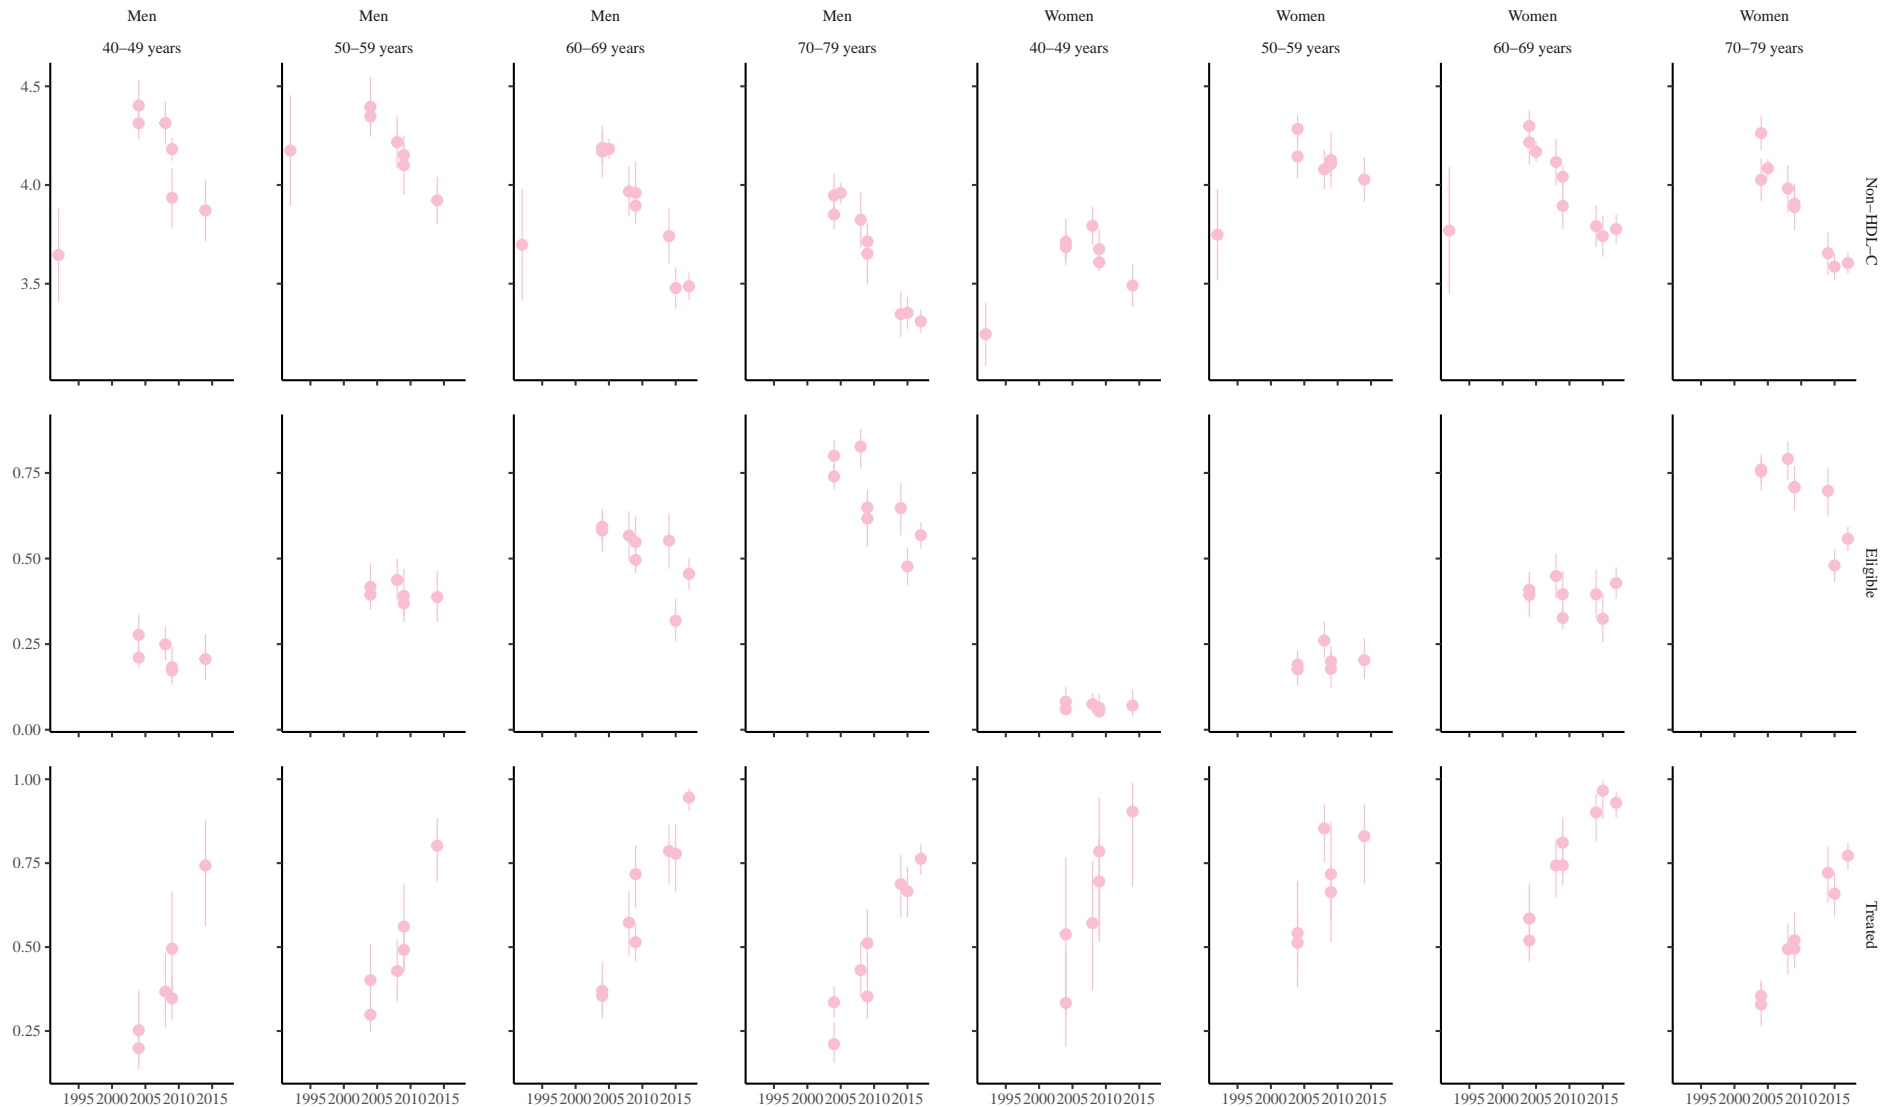 Men Men Men Men Women Women Women Women
40–49 years 50–59 years 60–69 years 70–79 years 40–49 years 50–59 years 60–69 years 70–79 years
4.5
4.0
3.5
Non−HDL−C
0.75
0.50
0.25
0.00
Eligible
1.00
0.75
0.50
0.25
Treated
1995 2000 2005 2010 2015 1995 2000 2005 2010 2015 1995 2000 2005 2010 2015 1995 2000 2005 2010 2015 1995 2000 2005 2010 2015 1995 2000 2005 2010 2015 1995 2000 2005 2010 2015 1995 2000 2005 2010 2015